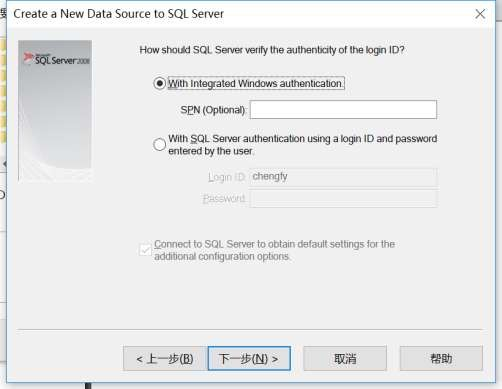 Create a New Data Source to SQL Server
SQL Server 2008
How should SQL Server verify the authenticity of the login ID?
With Integrated Windows authentication.
SPN (Optional):
With SQL Server authentication using a login ID and password
entered by the user.
Login ID: chengfy
Password:
Connect to SQL Server to obtain default settings for the
additional configuration options.
< 上一步(B)
下一步(N) >
取消
帮助